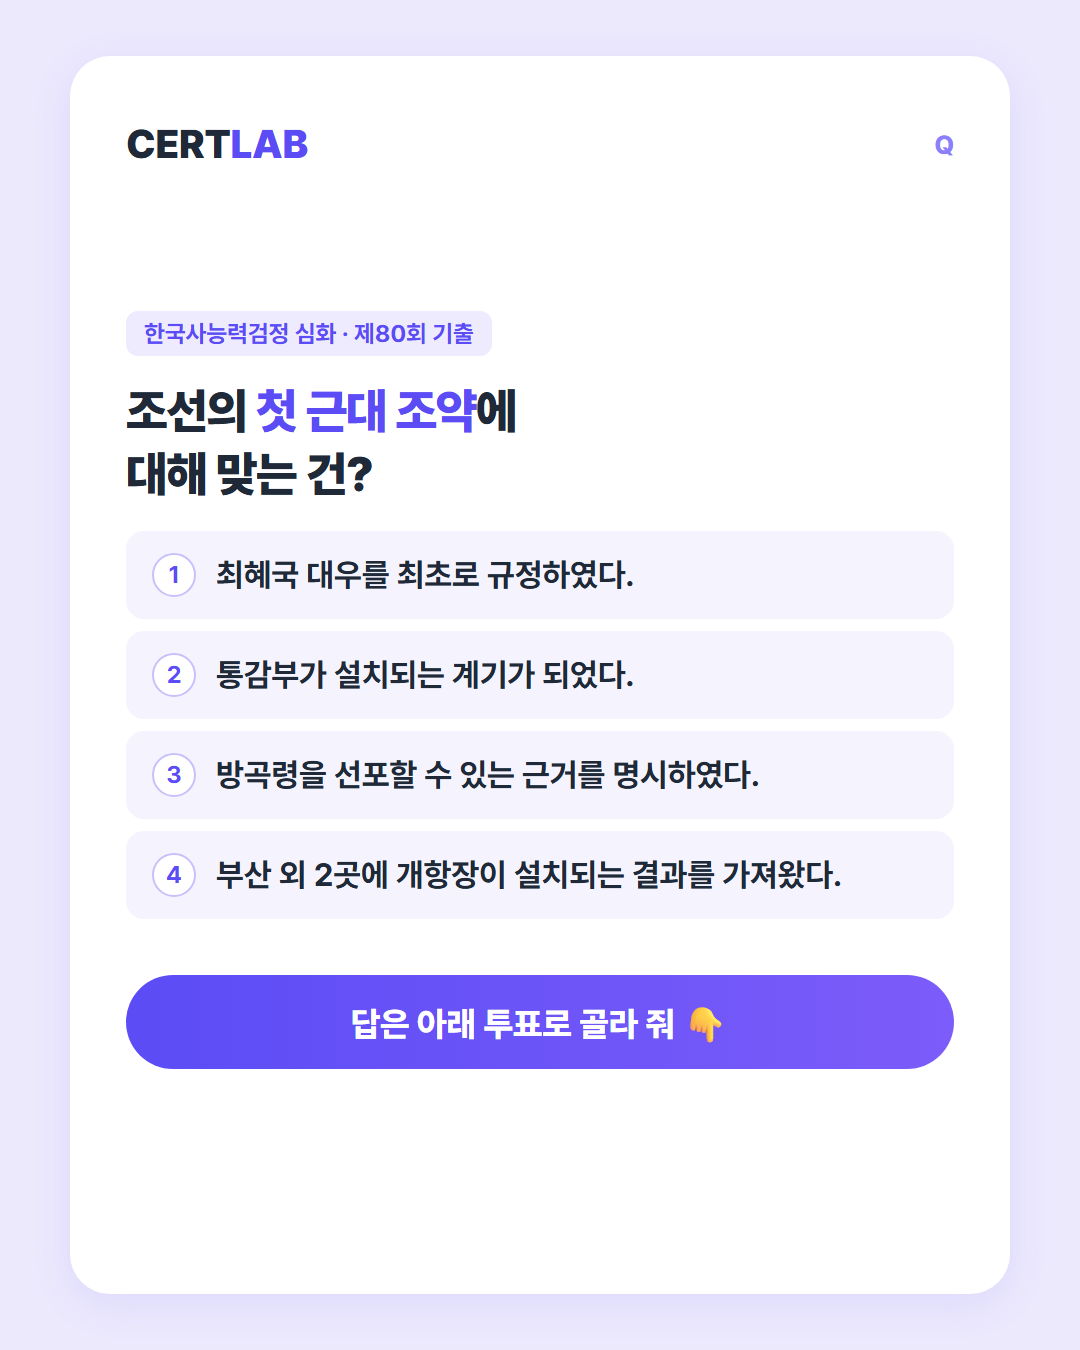 CERTLAB
Q
한국사능력검정 심화 · 제80회 기출
조선의 첫 근대 조약에
대해 맞는 건?
1 최혜국 대우를 최초로 규정하였다.
2 통감부가 설치되는 계기가 되었다.
3 방곡령을 선포할 수 있는 근거를 명시하였다.
4 부산 외 2곳에 개항장이 설치되는 결과를 가져왔다.
답은 아래 투표로 골라 줘 👇